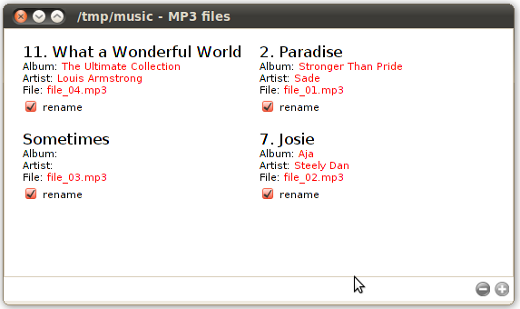 /tmp/music - MP3 files
11. What a Wonderful World
Album: The Ultimate Collection
Artist: Louis Armstrong
File: file_04.mp3
rename
2. Paradise
Album: Stronger Than Pride
Artist: Sade
File: file_01.mp3
rename
Sometimes
Album:
Artist:
File: file_03.mp3
rename
7. Josie
Album: Aja
Artist: Steely Dan
File: file_02.mp3
rename